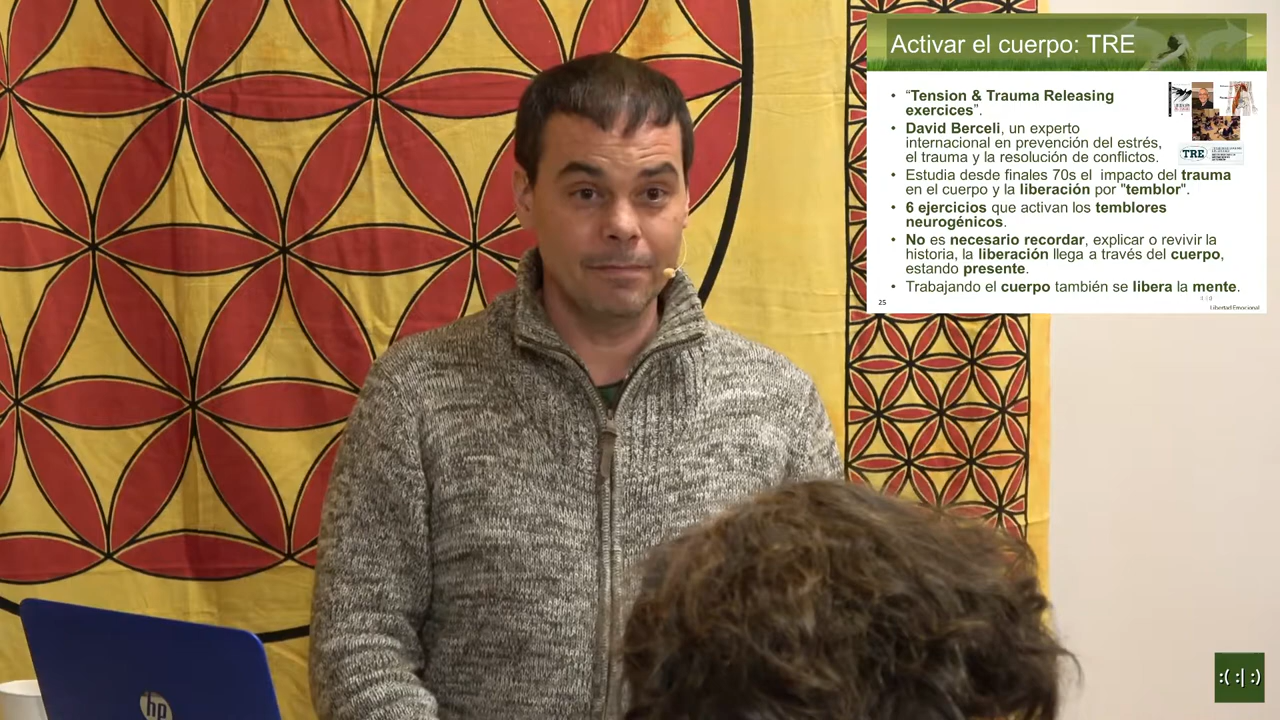 Activar el cuerpo: TRE
• “Tension & Trauma Releasing
exercices”.
• David Berceli, un experto
internacional en prevención del estrés,
el trauma y la resolución de conflictos.
• Estudia desde finales 70s el impacto del trauma
en el cuerpo y la liberación por "temblor".
• 6 ejercicios que activan los temblores
neurogénicos.
• No es necesario recordar, explicar o revivir la
historia, la liberación llega a través del cuerpo,
estando presente.
• Trabajando el cuerpo también se libera la mente.
TRE
25
Libertad Emocional
hp
:( :| :)